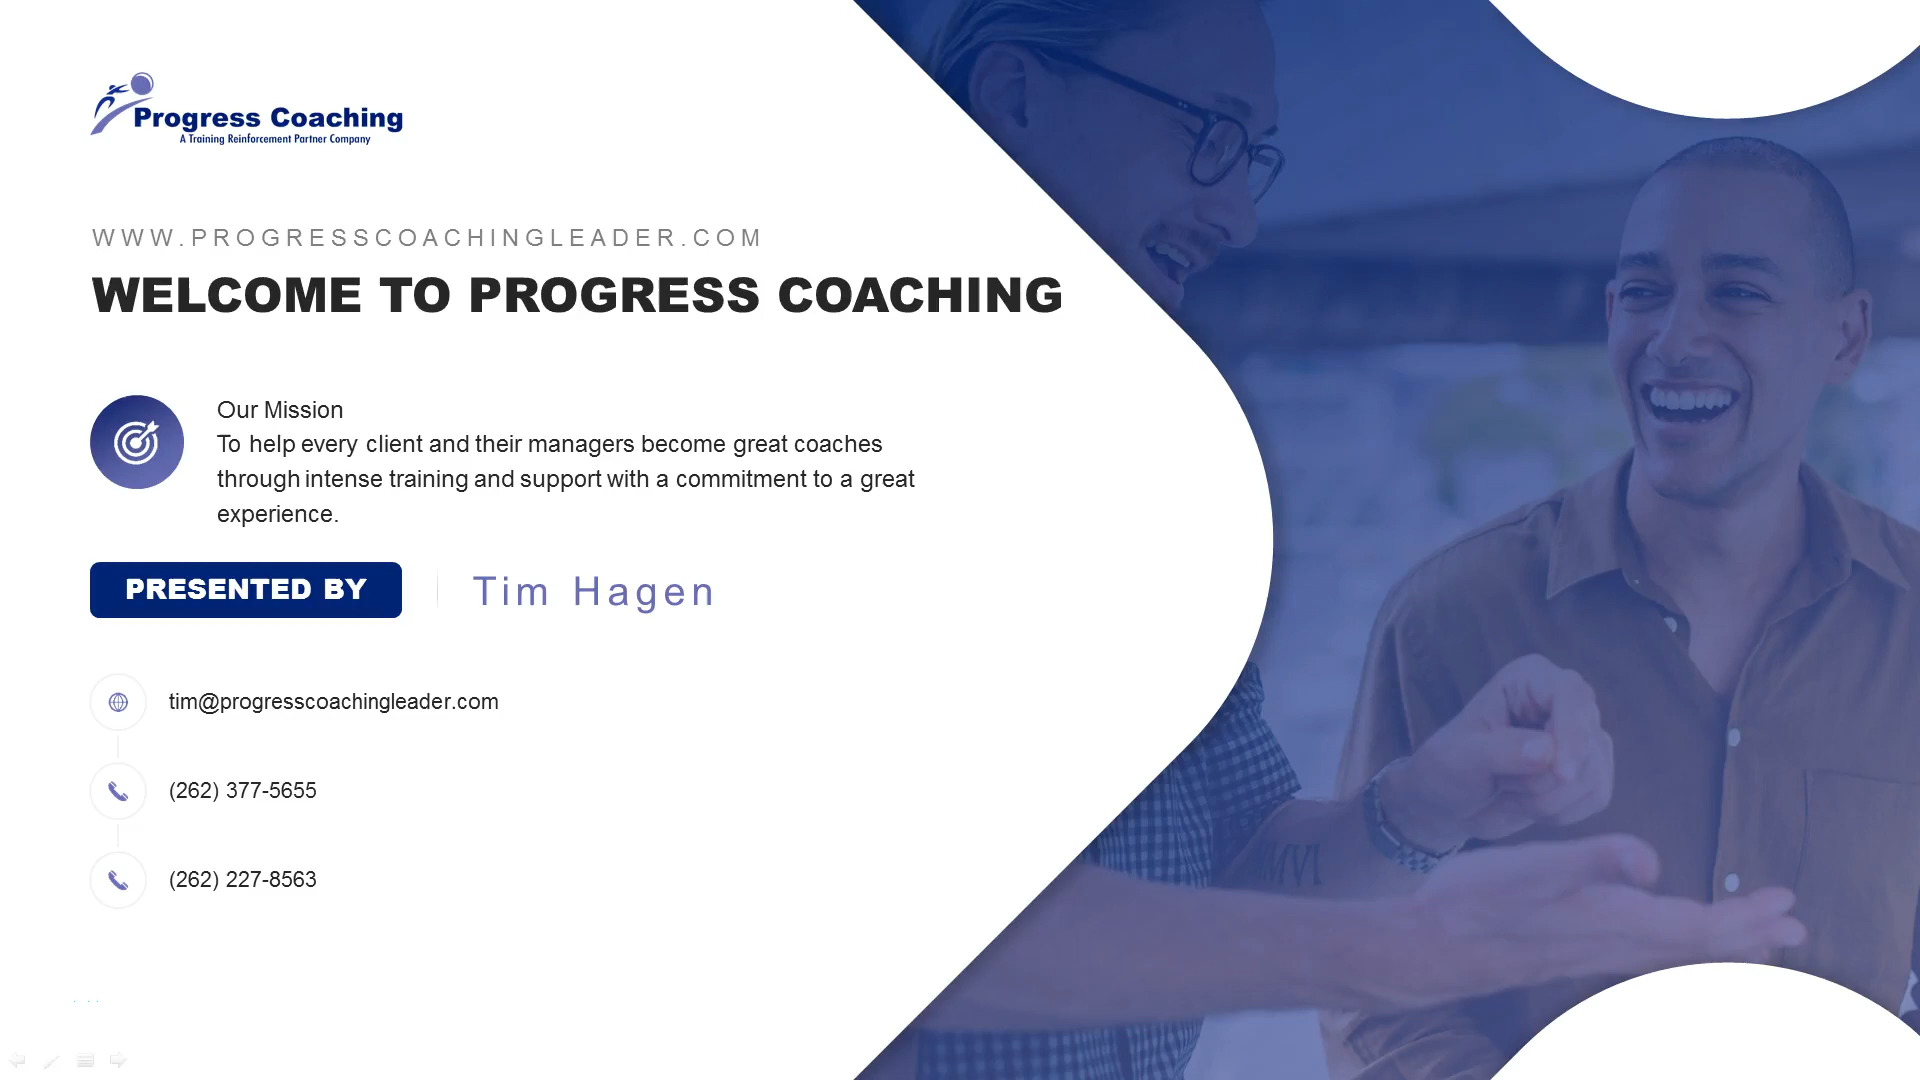 Progress Coaching
A Training Reinforcement Partner Company
WWW.PROGRESSCOACHINGLEADER.COM
WELCOME TO PROGRESS COACHING
Our Mission
To help every client and their managers become great coaches
through intense training and support with a commitment to a great
experience.
PRESENTED BY
Tim Hagen
tim@progresscoachingleader.com
(262) 377-5655
(262) 227-8563